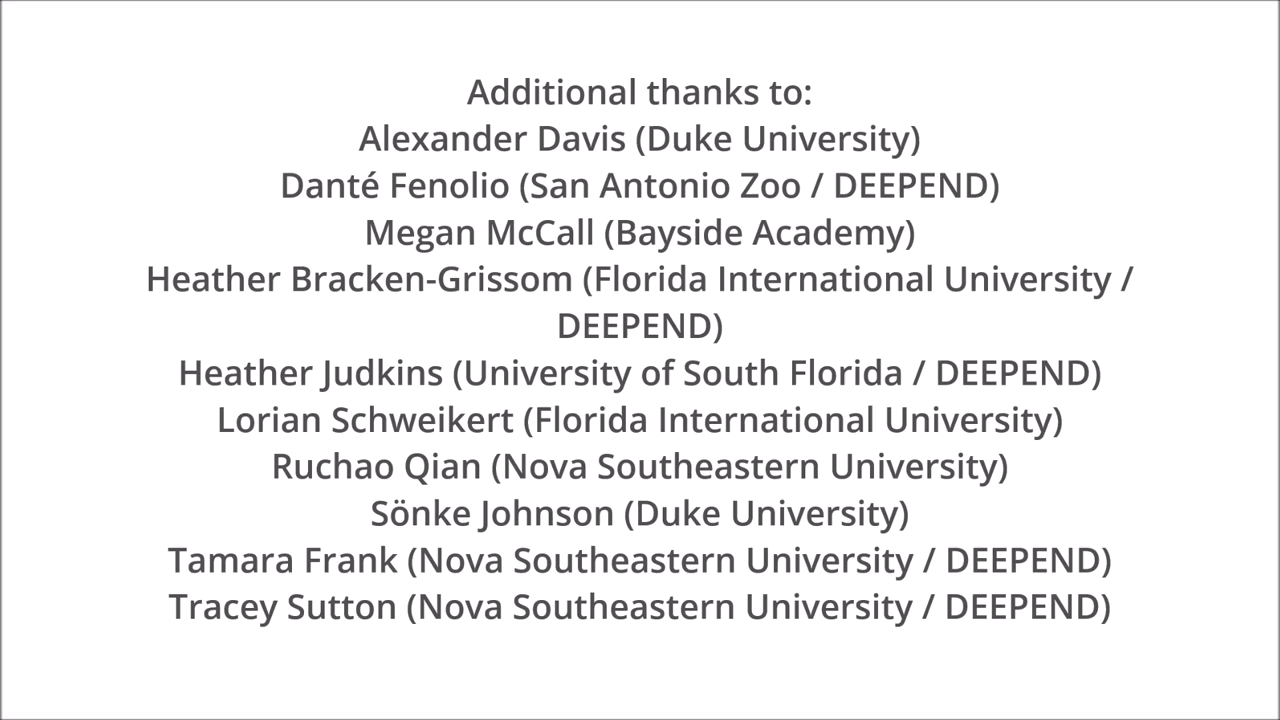 Additional thanks to:
Alexander Davis (Duke University)
Danté Fenolio (San Antonio Zoo / DEEPEND)
Megan McCall (Bayside Academy)
Heather Bracken-Grissom (Florida International University /
DEEPEND)
Heather Judkins (University of South Florida / DEEPEND)
Lorian Schweikert (Florida International University)
Ruchao Qian (Nova Southeastern University)
Sönke Johnson (Duke University)
Tamara Frank (Nova Southeastern University / DEEPEND)
Tracey Sutton (Nova Southeastern University / DEEPEND)